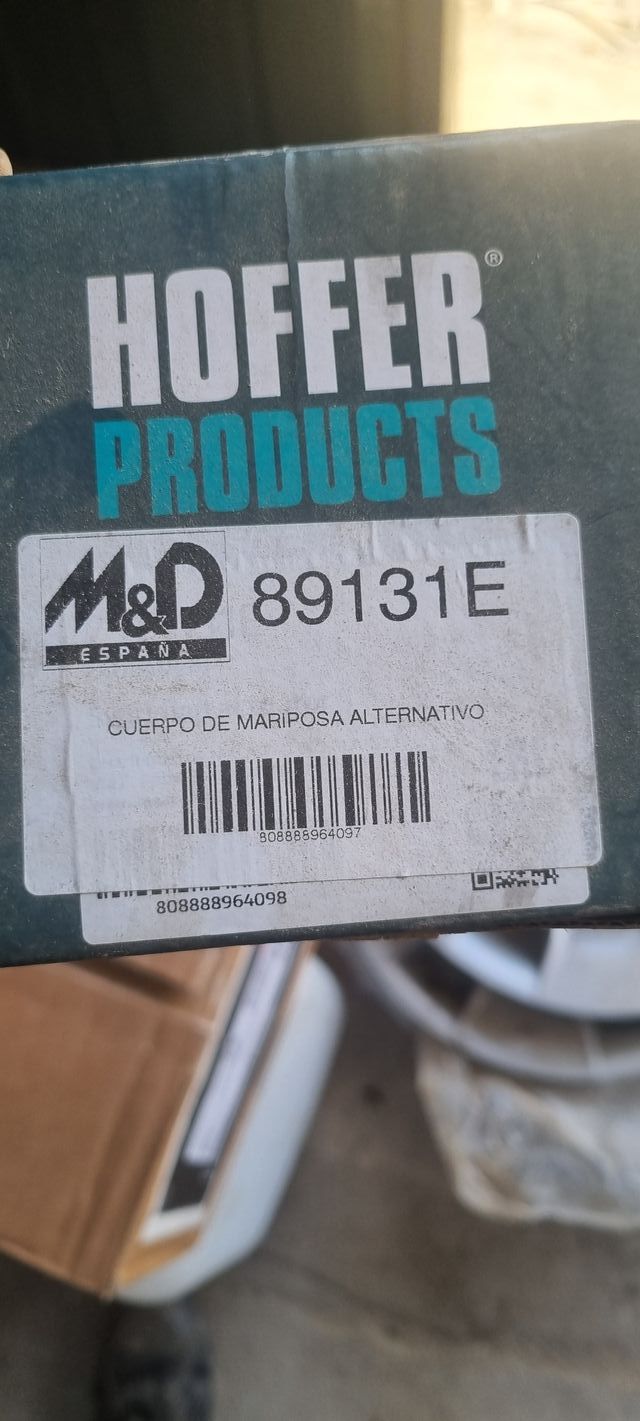 HOFFER®
PRODUCTS
M&D
ESPAÑA
89131E
CUERPO DE MARIPOSA ALTERNATIVO
808888964097
808888964098